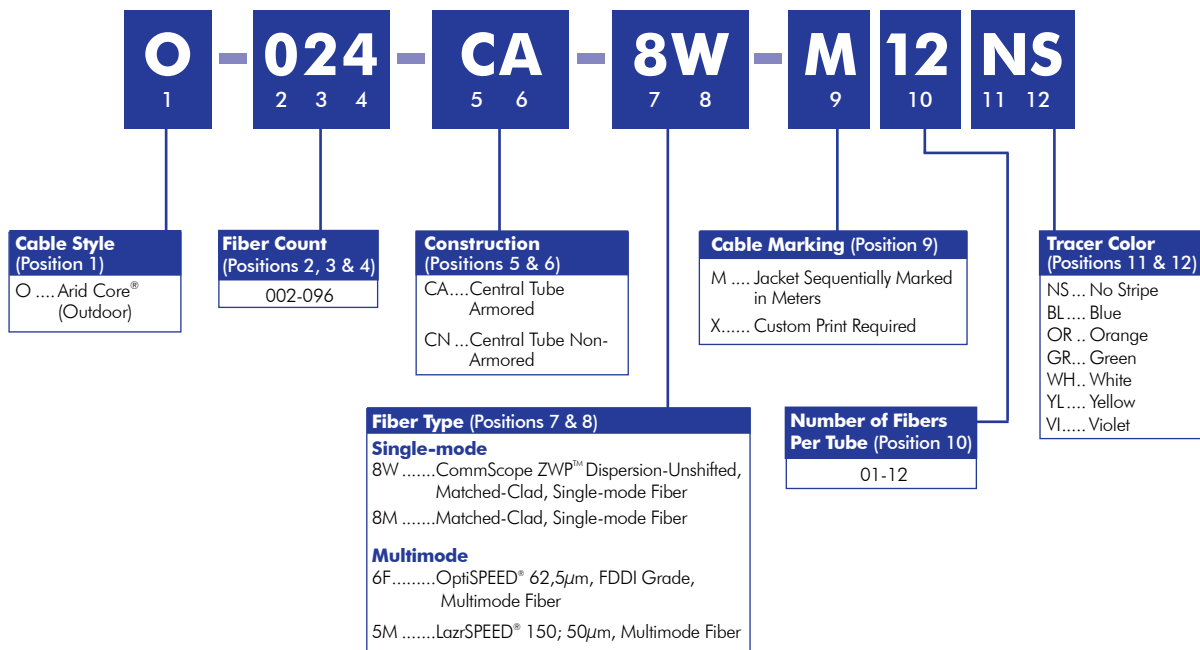 O - 024 - CA - 8W - M 12 NS
1 2 3 4 5 6 7 8 9 10 11 12
Cable Style
(Position 1)
O .... Arid Core®
(Outdoor)
Fiber Count
(Positions 2, 3 & 4)
002-096
Construction
(Positions 5 & 6)
CA....Central Tube
Armored
CN ...Central Tube Non-
Armored
Cable Marking (Position 9)
M .... Jacket Sequentially Marked
in Meters
X...... Custom Print Required
Tracer Color
(Positions 11 & 12)
NS... No Stripe
BL.... Blue
OR .. Orange
GR... Green
WH.. White
YL.... Yellow
VI..... Violet
Fiber Type (Positions 7 & 8)
Single-mode
8W .......CommScope ZWP™ Dispersion-Unshifted,
Matched-Clad, Single-mode Fiber
8M .......Matched-Clad, Single-mode Fiber
Multimode
6F.........OptiSPEED® 62,5µm, FDDI Grade,
Multimode Fiber
5M .......LazrSPEED® 150; 50µm, Multimode Fiber
Number of Fibers
Per Tube (Position 10)
01-12